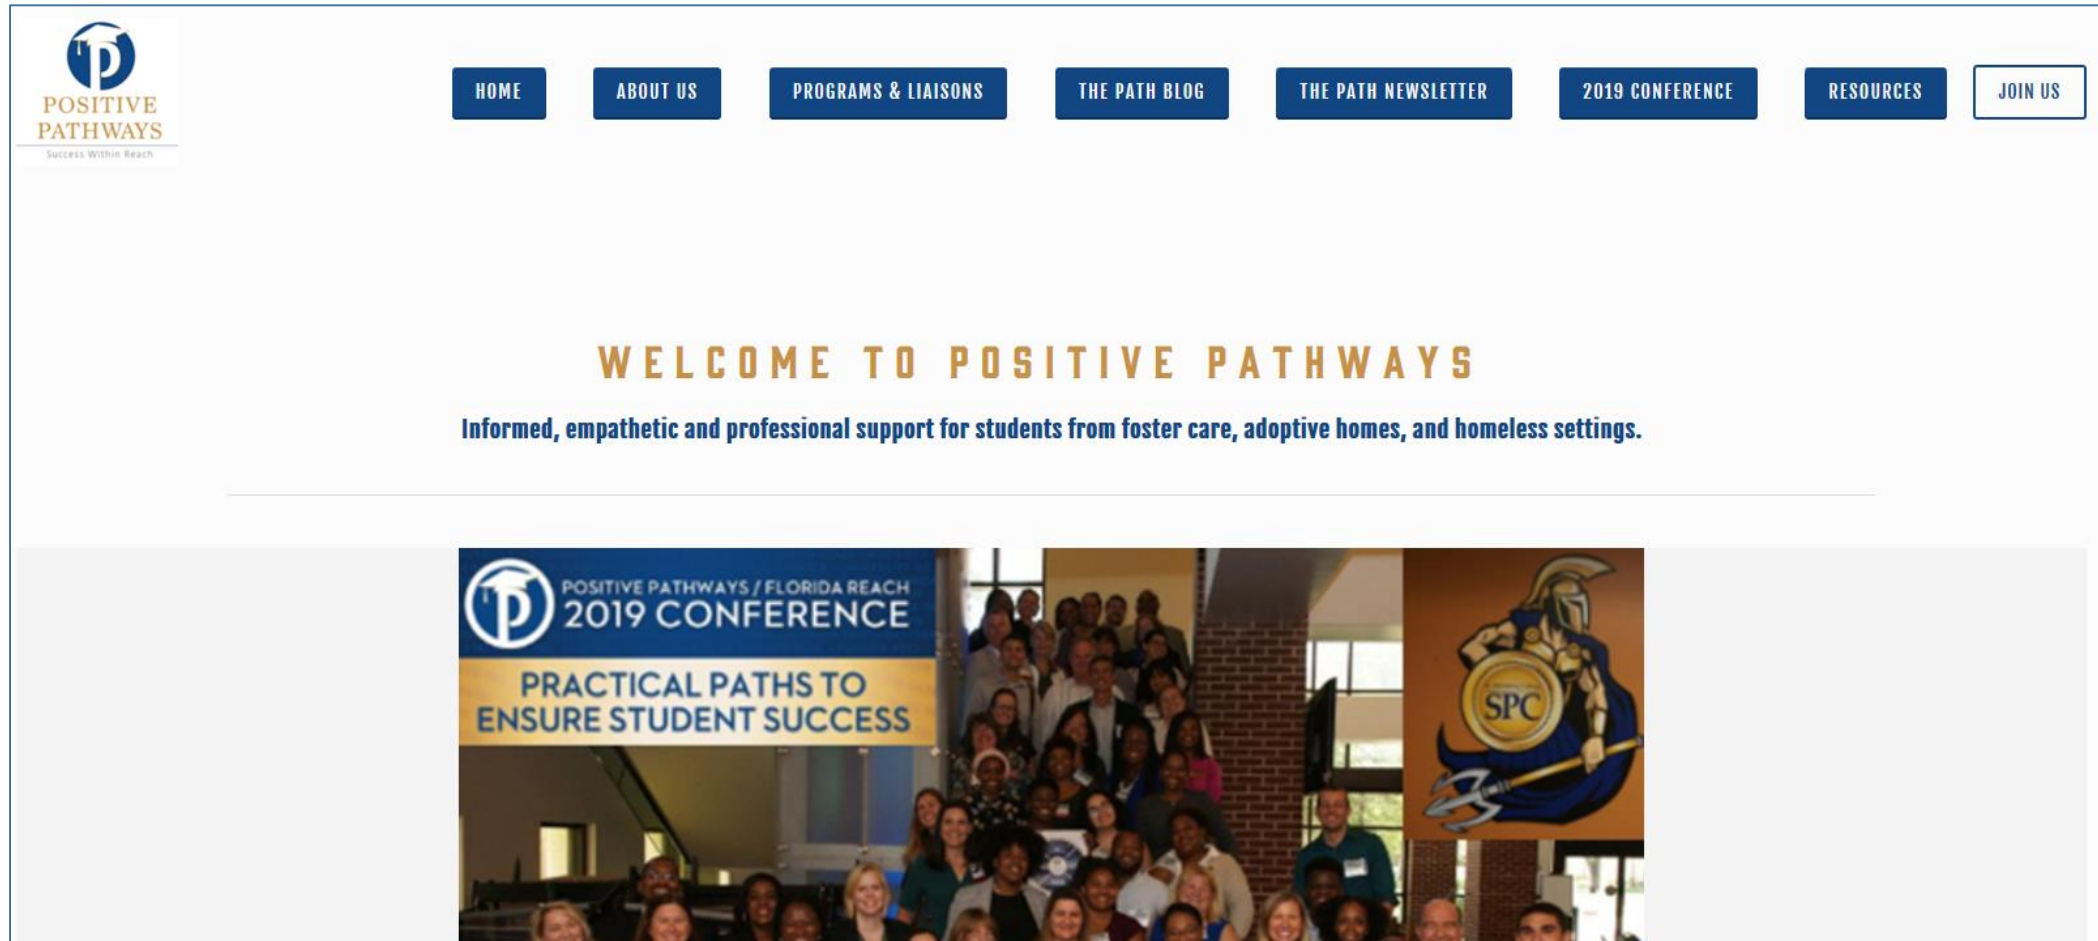 POSITIVE
PATHWAYS
Success Within Reach
HOME
ABOUT US
PROGRAMS & LIAISONS
THE PATH BLOG
THE PATH NEWSLETTER
2019 CONFERENCE
RESOURCES
JOIN US
WELCOME TO POSITIVE PATHWAYS
Informed, empathetic and professional support for students from foster care, adoptive homes, and homeless settings.
POSITIVE PATHWAYS / FLORIDA REACH
2019 CONFERENCE
PRACTICAL PATHS TO
ENSURE STUDENT SUCCESS
SPC